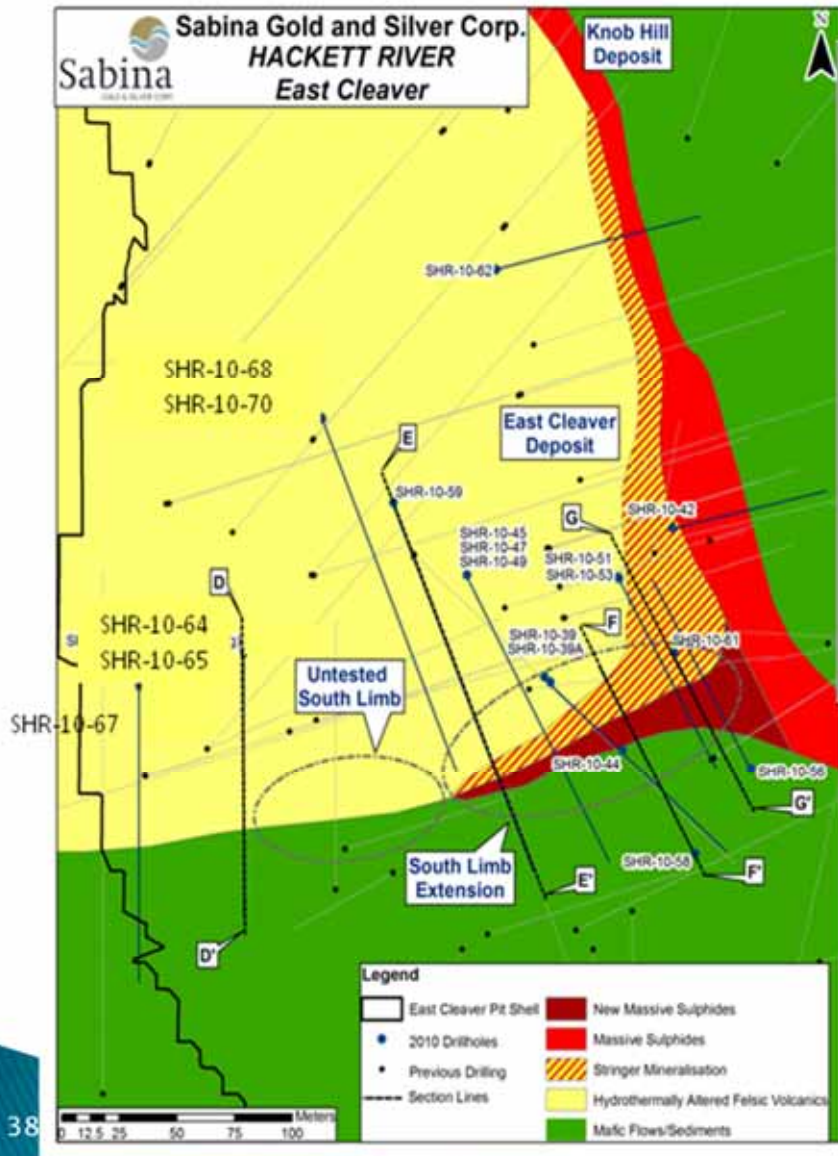 Sabina
GOLD & SILVER CORP.
Sabina Gold and Silver Corp.
HACKETT RIVER
East Cleaver
Knob Hill
Deposit
N
SHR-10-62
SHR-10-68
SHR-10-70
E
East Cleaver
Deposit
SHR-10-59
G
SHR-10-42
SHR-10-45
SHR-10-47
SHR-10-49
SHR-10-51
SHR-10-53
D
F
SHR-10-64
SHR-10-65
SHR-10-39
SHR-10-39A
SHR-10-61
Untested
South Limb
SHR-10-67
SHR-10-44
SHR-10-56
G'
South Limb
Extension
SHR-10-58
E'
F'
D'
Legend
East Cleaver Pit Shell
2010 Drillholes
Previous Drilling
Section Lines
New Massive Sulphides
Massive Sulphides
Stringer Mineralisation
Hydrothermally Altered Felsic Volcanics
Mafic Flows/Sediments
Meters
0 12.5 25 50 75 100
38